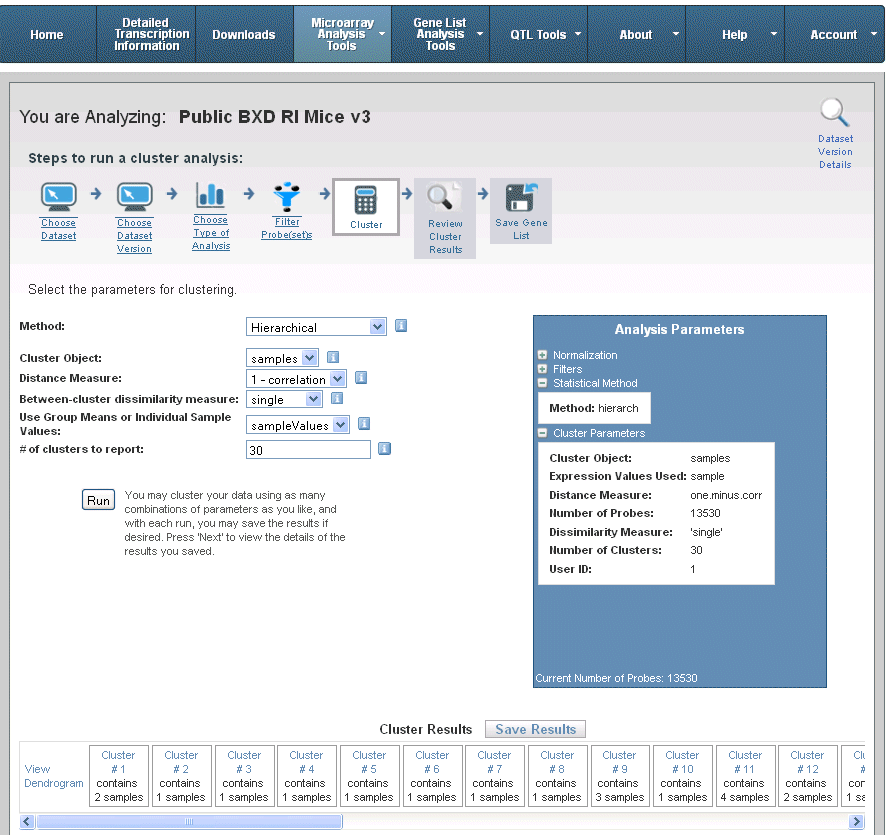 Home
Detailed
Transcription
Information
Downloads
Microarray
Analysis
Tools
Gene List
Analysis
Tools
QTL Tools
About
Help
Account
You are Analyzing: Public BXD RI Mice v3
Dataset
Version
Details
Steps to run a cluster analysis:
Choose
Dataset
Choose
Dataset
Version
Choose
Type of
Analysis
Filter
Probe(set)s
Cluster
Review
Cluster
Results
Save Gene
List
Select the parameters for clustering.
Method: Hierarchical
Cluster Object: samples
Distance Measure: 1 - correlation
Between-cluster dissimilarity measure: single
Use Group Means or Individual Sample
Values: sampleValues
# of clusters to report: 30
Run
You may cluster your data using as many
combinations of parameters as you like, and
with each run, you may save the results if
desired. Press 'Next' to view the details of the
results you saved.
Analysis Parameters
Normalization
Filters
Statistical Method
Method: hierarch
Cluster Parameters
Cluster Object: samples
Expression Values Used: sample
Distance Measure: one.minus.corr
Number of Probes: 13530
Dissimilarity Measure: 'single'
Number of Clusters: 30
User ID: 1
Current Number of Probes: 13530
Cluster Results Save Results
View
Dendrogram
Cluster
# 1
contains
2 samples
Cluster
# 2
contains
1 samples
Cluster
# 3
contains
1 samples
Cluster
# 4
contains
1 samples
Cluster
# 5
contains
1 samples
Cluster
# 6
contains
1 samples
Cluster
# 7
contains
1 samples
Cluster
# 8
contains
1 samples
Cluster
# 9
contains
3 samples
Cluster
# 10
contains
1 samples
Cluster
# 11
contains
4 samples
Cluster
# 12
contains
2 samples